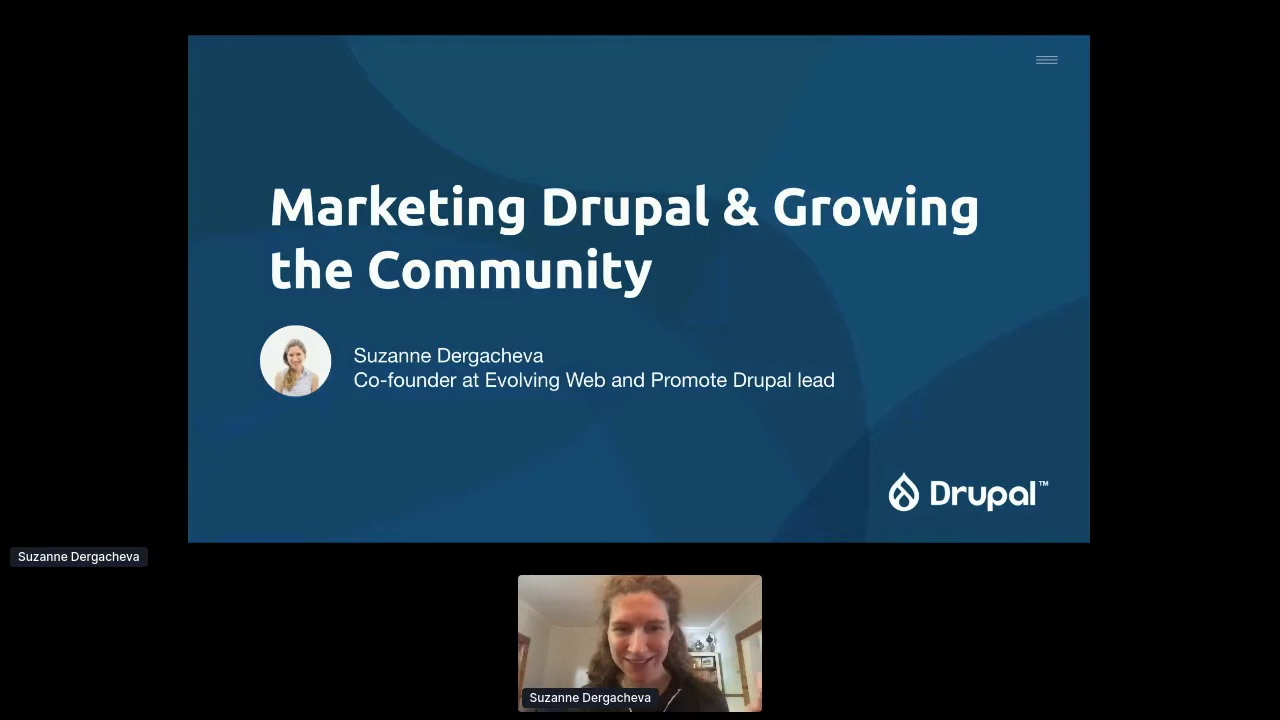 Marketing Drupal & Growing
the Community
Suzanne Dergacheva
Co-founder at Evolving Web and Promote Drupal lead
Drupal™
Suzanne Dergacheva
Suzanne Dergacheva